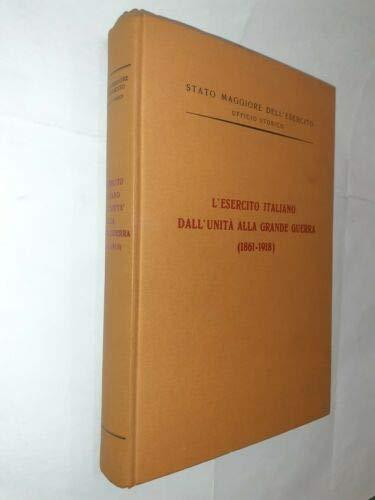 STATO MAGGIORE DELL'ESERCITO
UFFICIO STORICO
L'ESERCITO ITALIANO
DALL'UNITÀ ALLA GRANDE GUERRA
(1861-1918)